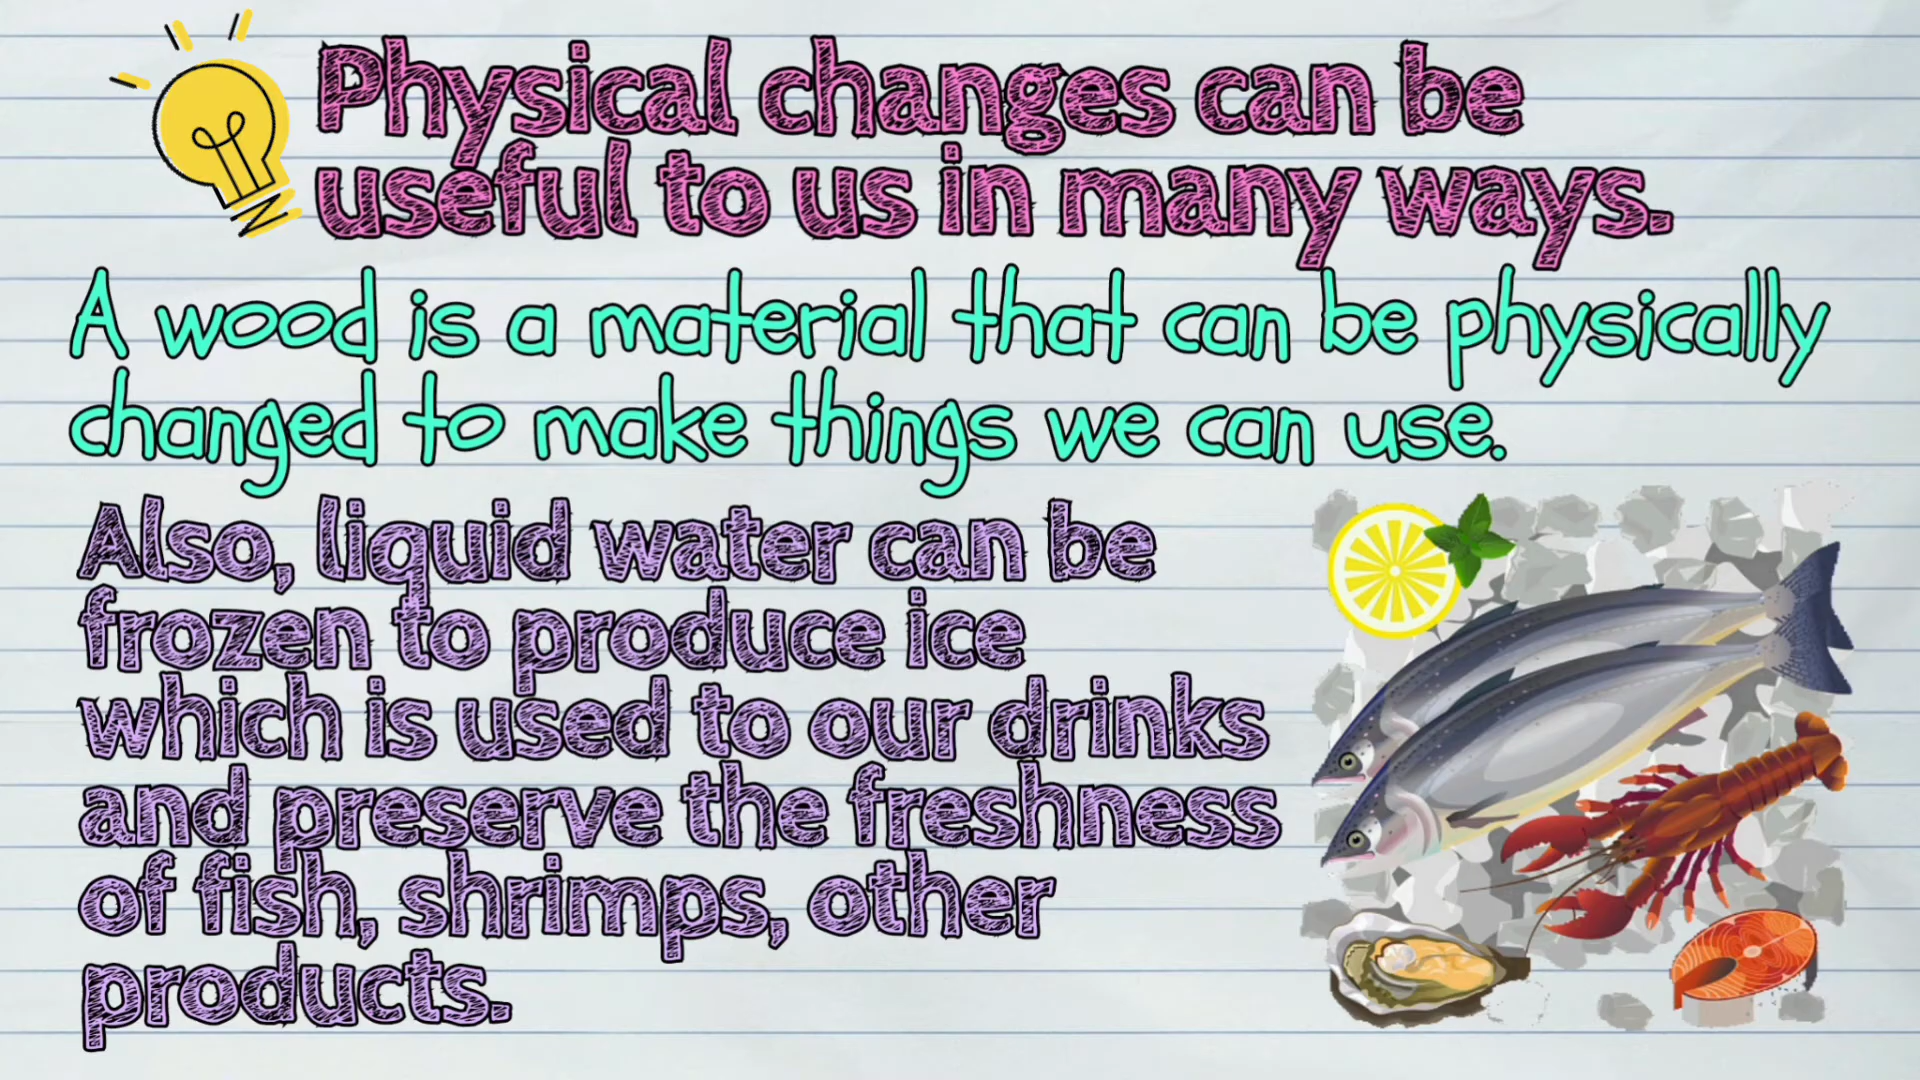 Physical changes can be
useful to us in many ways.
A wood is a material that can be physically
changed to make things we can use.
Also, liquid water can be
frozen to produce ice
which is used to our drinks
and preserve the freshness
of fish, shrimps, other
products.